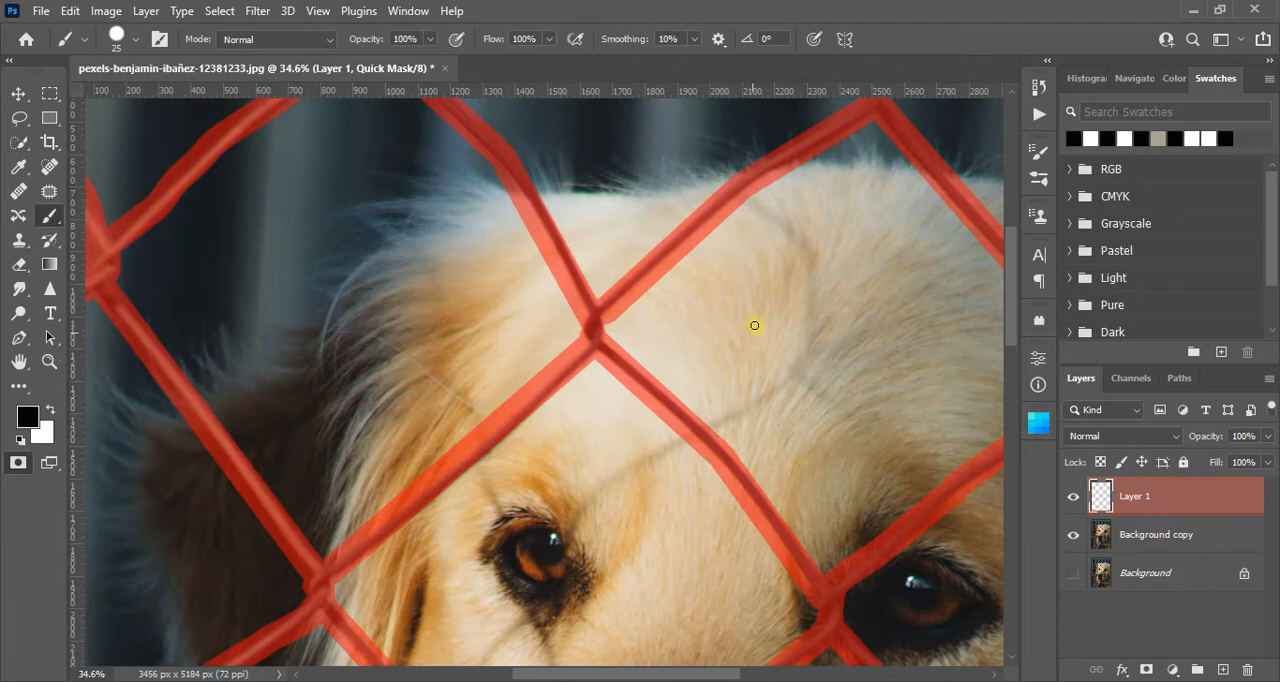 Ps File Edit Image Layer Type Select Filter 3D View Plugins Window Help
25 Mode: Normal Opacity: 100% Flow: 100% Smoothing: 10% 0°
pexels-benjamin-ibañez-12381233.jpg @ 34.6% (Layer 1, Quick Mask/8) *
100 200 300 400 500 600 700 800 900 1000 1100 1200 1300 1400 1500 1600 1700 1800 1900 2000 2100 2200 2300 2400 2500 2600 2700 2800
Histogra Navigato Color Swatches
Search Swatches
RGB
CMYK
Grayscale
Pastel
Light
Pure
Dark
Layers Channels Paths
Kind
Normal Opacity: 100%
Lock: Fill: 100%
Layer 1
Background copy
Background
34.6% 3456 px x 5184 px (72 ppi)